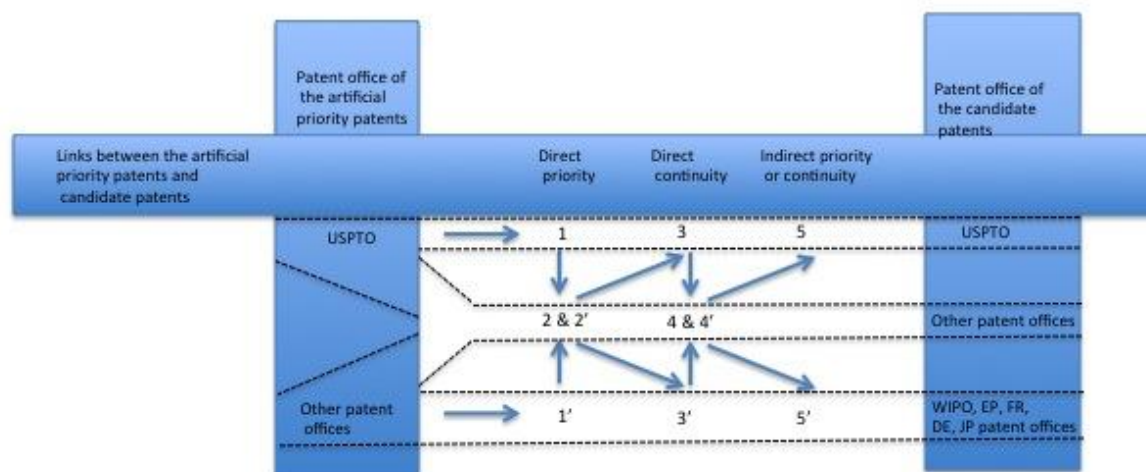 Patent office of
the artificial
priority patents
Patent office of
the candidate
patents
Links between the artificial
priority patents and
candidate patents
Direct
priority
Direct
continuity
Indirect priority
or continuity
USPTO
1
3
5
USPTO
2 & 2'
4 & 4'
Other patent offices
Other patent
offices
1'
3'
5'
WIPO, EP, FR,
DE, JP patent offices